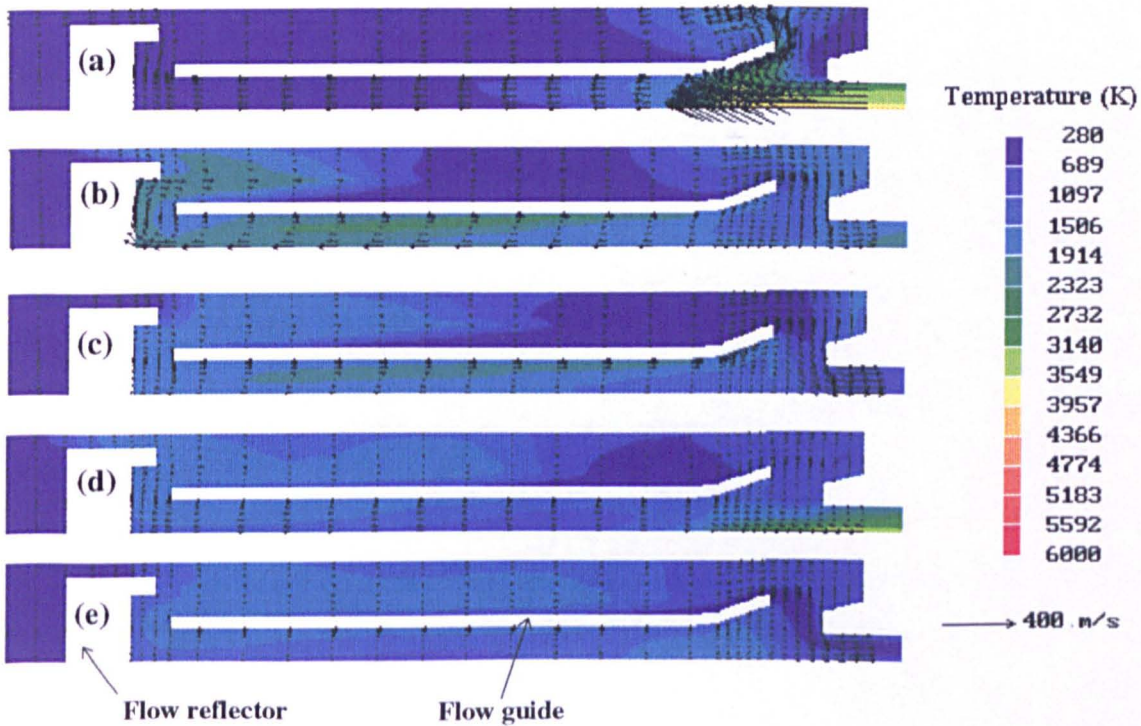 (a)
(b)
(c)
(d)
(e)
Temperature (K)
280
689
1097
1506
1914
2323
2732
3140
3549
3957
4366
4774
5183
5592
6000
400 m/s
Flow reflector
Flow guide